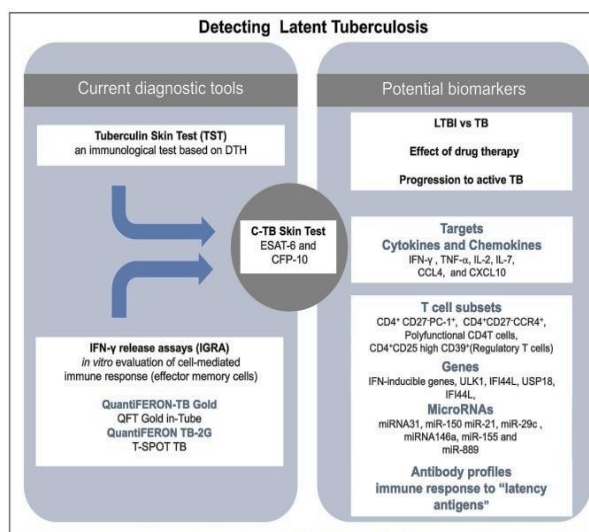 Detecting Latent Tuberculosis
Current diagnostic tools
Tuberculin Skin Test (TST)
an immunological test based on DTH
C-TB Skin Test
ESAT-6 and
CFP-10
IFN-γ release assays (IGRA)
in vitro evaluation of cell-mediated
immune response (effector memory cells)
QuantiFERON-TB Gold
QFT Gold in-Tube
QuantiFERON TB-2G
T-SPOT TB
Potential biomarkers
LTBI vs TB
Effect of drug therapy
Progression to active TB
Targets
Cytokines and Chemokines
IFN-γ , TNF-α, IL-2, IL-7,
CCL4, and CXCL10
T cell subsets
CD4⁺ CD27⁻PC-1⁺, CD4⁺CD27⁻CCR4⁺,
Polyfunctional CD4T cells,
CD4⁺CD25 high CD39⁺(Regulatory T cells)
Genes
IFN-inducible genes, ULK1, IFI44L, USP18,
IFI44L,
MicroRNAs
miRNA31, miR-150 miR-21, miR-29c ,
miRNA146a, miR-155 and
miR-889
Antibody profiles
immune response to “latency
antigens”